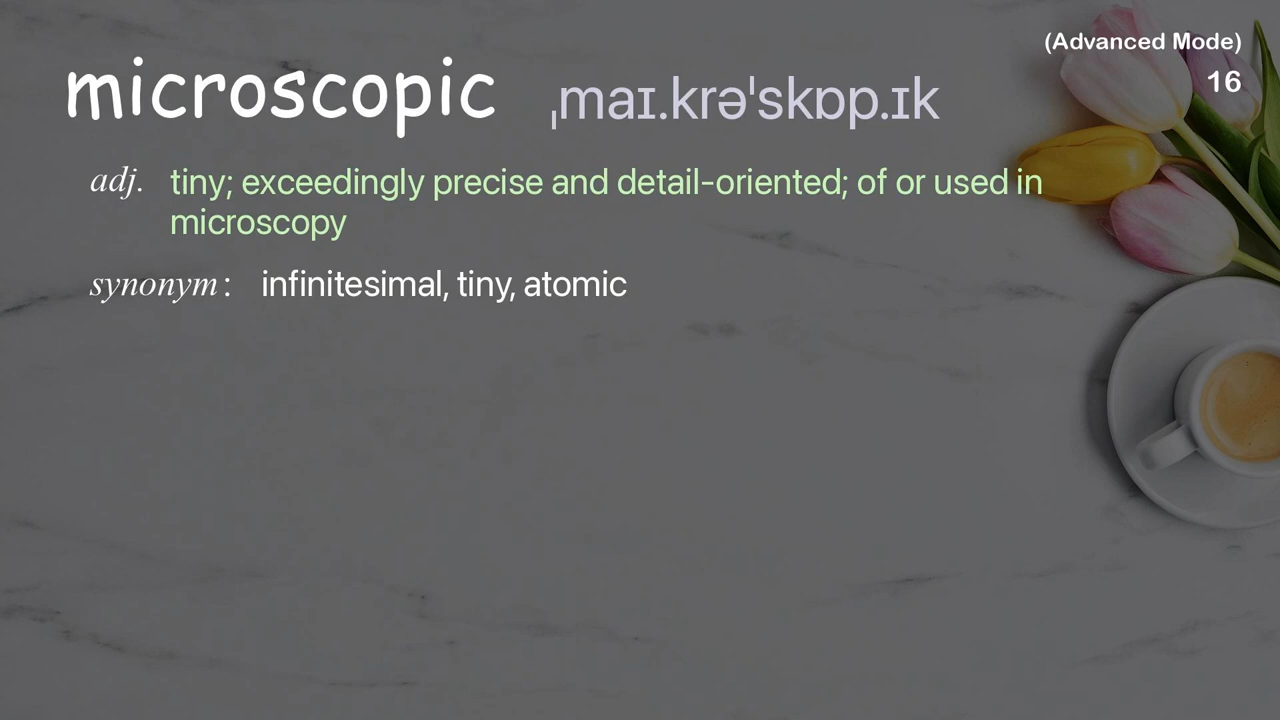 (Advanced Mode)
16
microscopic ˌmaɪ.krəˈskɒp.ɪk
adj. tiny; exceedingly precise and detail-oriented; of or used in
microscopy
synonym: infinitesimal, tiny, atomic